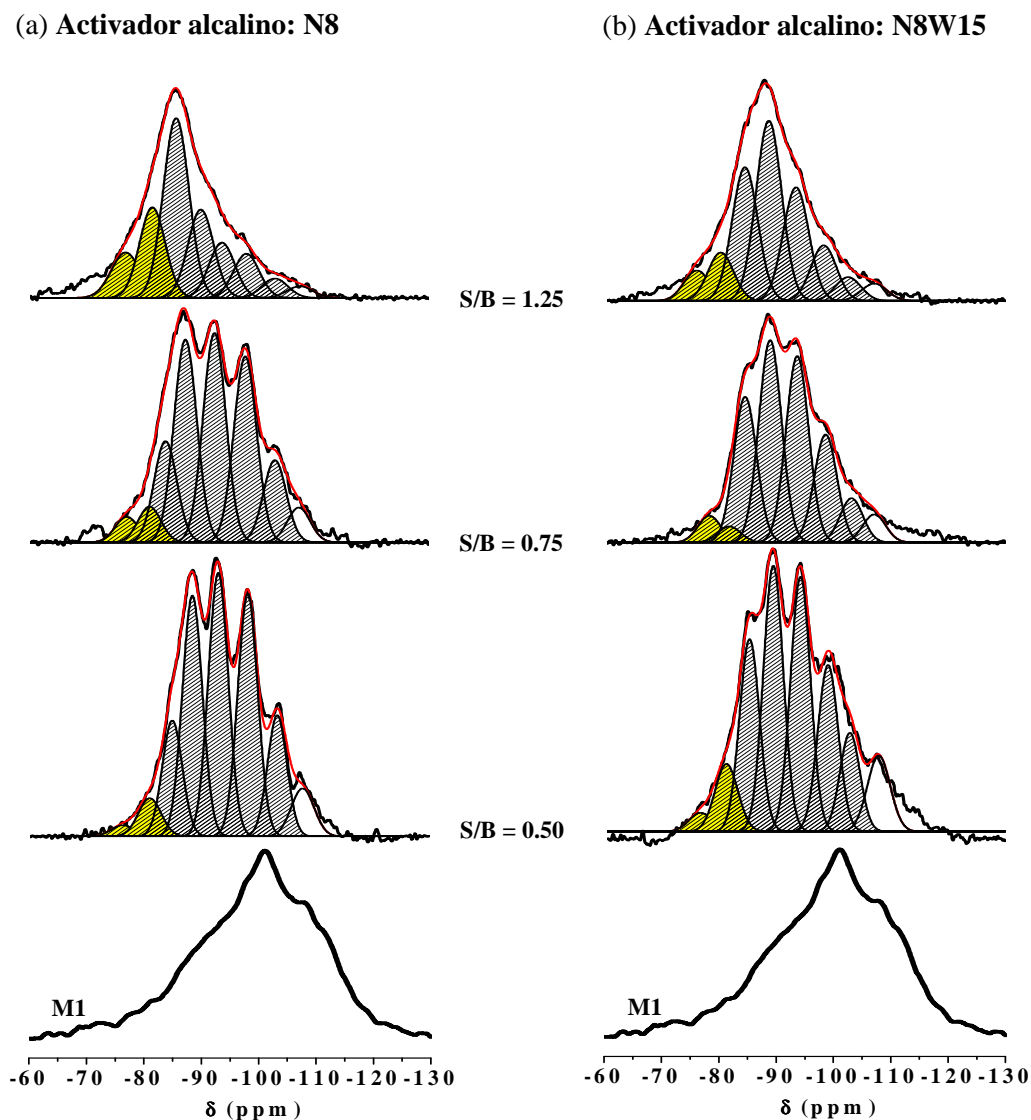 (a) Activador alcalino: N8
(b) Activador alcalino: N8W15
S/B = 1.25
S/B = 0.75
S/B = 0.50
M1
M1
-60 -70 -80 -90 -100 -110 -120 -130
-60 -70 -80 -90 -100 -110 -120 -130
δ (ppm)
δ (ppm)